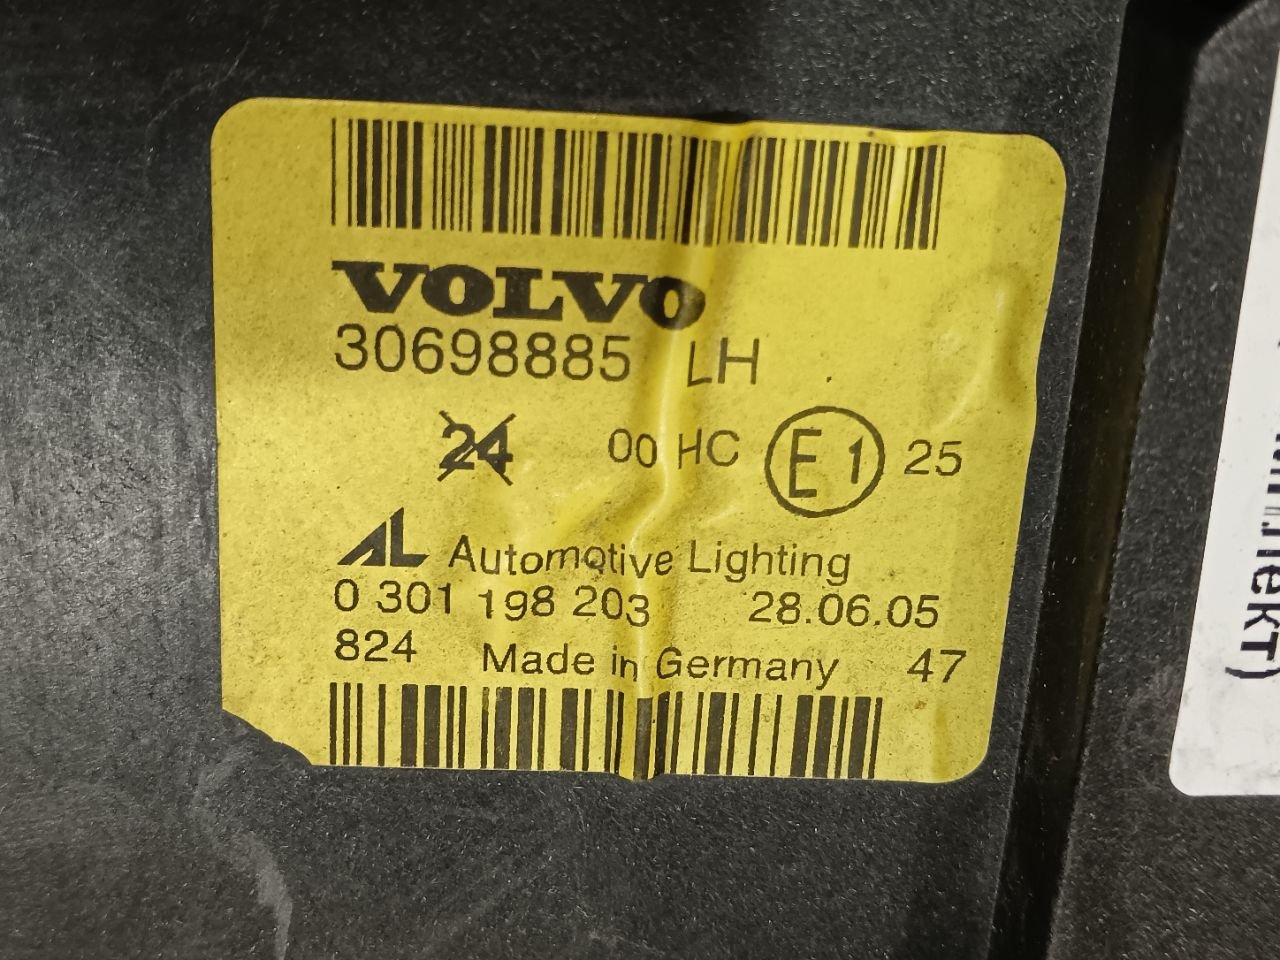 VOLVO
30698885 LH
24 00 HC E1 25
AL Automotive Lighting
0 301 198 203 28.06.05
824 Made in Germany 47